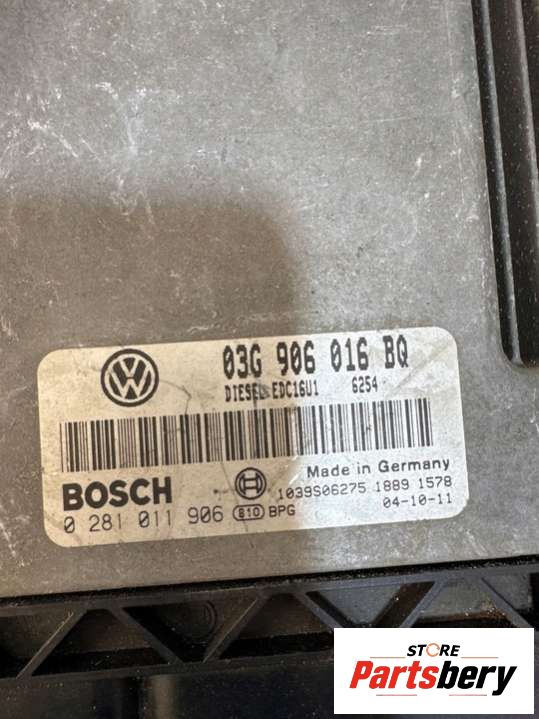 03G 906 016 BQ
DIESEL EDC16U1 6254
Made in Germany
BOSCH
1039S06275 1889 1578
0 281 011 906 810 BPG
04-10-11
STORE
Partsbery